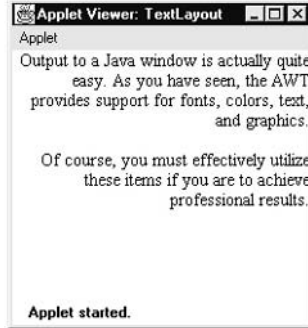 Applet Viewer: TextLayout
Applet
Output to a Java window is actually quite
easy. As you have seen, the AWT
provides support for fonts, colors, text,
and graphics.
Of course, you must effectively utilize
these items if you are to achieve
professional results.
Applet started.